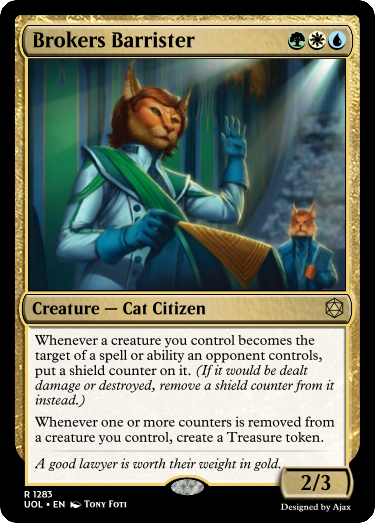 Brokers Barrister
Creature — Cat Citizen
Whenever a creature you control becomes the
target of a spell or ability an opponent controls,
put a shield counter on it. (If it would be dealt
damage or destroyed, remove a shield counter from it
instead.)
Whenever one or more counters is removed from
a creature you control, create a Treasure token.
A good lawyer is worth their weight in gold.
2/3
R 1283
UOL • EN Tony Foti
Designed by Ajax